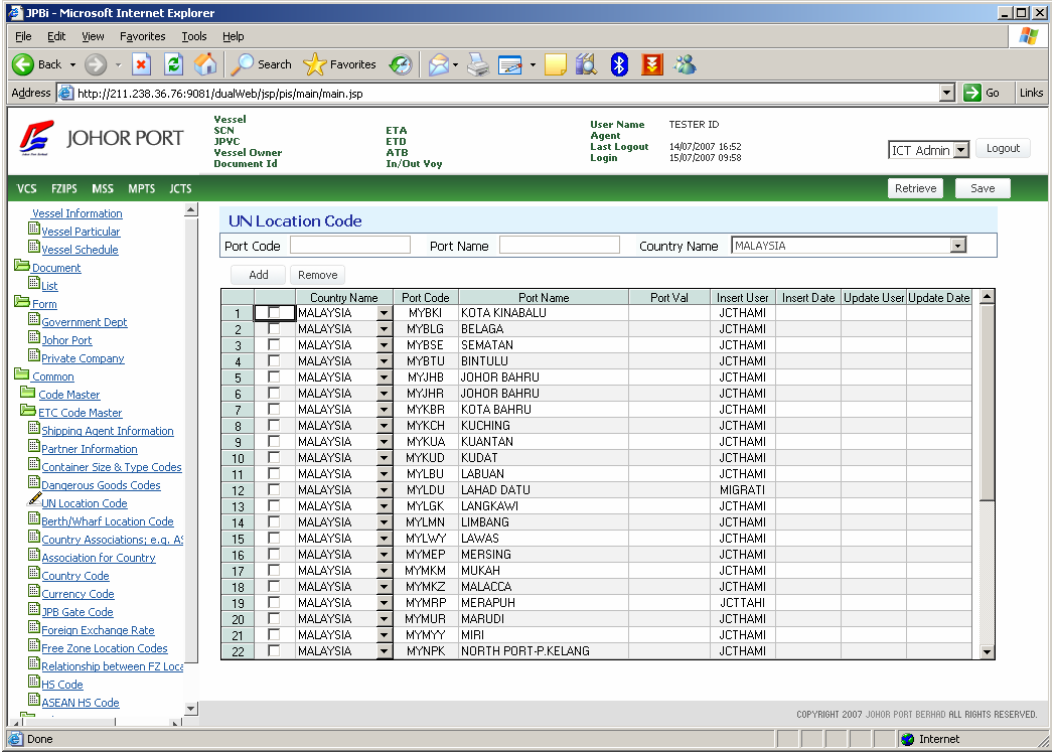 JPBi - Microsoft Internet Explorer
File Edit View Favorites Tools Help
Back Search Favorites
Address http://211.238.36.76:9081/dualWeb/jsp/pis/main/main.jsp Go Links
JOHOR PORT
Vessel
SCN ETA
JPVC ETD
Vessel Owner ATB
Document Id In/Out Voy
User Name TESTER ID
Agent
Last Logout 14/07/2007 16:52
Login 15/07/2007 09:58
ICT Admin Logout
VCS FZIPS MSS MPTS JCTS Retrieve Save
Vessel Information
Vessel Particular
Vessel Schedule
Document
List
Form
Government Dept
Johor Port
Private Company
Common
Code Master
ETC Code Master
Shipping Agent Information
Partner Information
Container Size & Type Codes
Dangerous Goods Codes
UN Location Code
Berth/Wharf Location Code
Country Associations; e.g. AS
Association for Country
Country Code
Currency Code
JPB Gate Code
Foreign Exchange Rate
Free Zone Location Codes
Relationship between FZ Loca
HS Code
ASEAN HS Code
UN Location Code
Port Code Port Name Country Name MALAYSIA
Add Remove
Country Name Port Code Port Name Port Val Insert User Insert Date Update User Update Date
1 MALAYSIA MYBKI KOTA KINABALU JCTHAMI
2 MALAYSIA MYBLG BELAGA JCTHAMI
3 MALAYSIA MYBSE SEMATAN JCTHAMI
4 MALAYSIA MYBTU BINTULU JCTHAMI
5 MALAYSIA MYJHB JOHOR BAHRU JCTHAMI
6 MALAYSIA MYJHR JOHOR BAHRU JCTHAMI
7 MALAYSIA MYKBR KOTA BAHRU JCTHAMI
8 MALAYSIA MYKCH KUCHING JCTHAMI
9 MALAYSIA MYKUA KUANTAN JCTHAMI
10 MALAYSIA MYKUD KUDAT JCTHAMI
11 MALAYSIA MYLBU LABUAN JCTHAMI
12 MALAYSIA MYLDU LAHAD DATU MIGRATI
13 MALAYSIA MYLGK LANGKAWI JCTHAMI
14 MALAYSIA MYLMN LIMBANG JCTHAMI
15 MALAYSIA MYLWY LAWAS JCTHAMI
16 MALAYSIA MYMEP MERSING JCTHAMI
17 MALAYSIA MYMKM MUKAH JCTHAMI
18 MALAYSIA MYMKZ MALACCA JCTHAMI
19 MALAYSIA MYMRP MERAPUH JCTTAHI
20 MALAYSIA MYMUR MARUDI JCTHAMI
21 MALAYSIA MYMYY MIRI JCTHAMI
22 MALAYSIA MYNPK NORTH PORT-P.KELANG JCTHAMI
COPYRIGHT 2007 JOHOR PORT BERHAD ALL RIGHTS RESERVED.
Done Internet